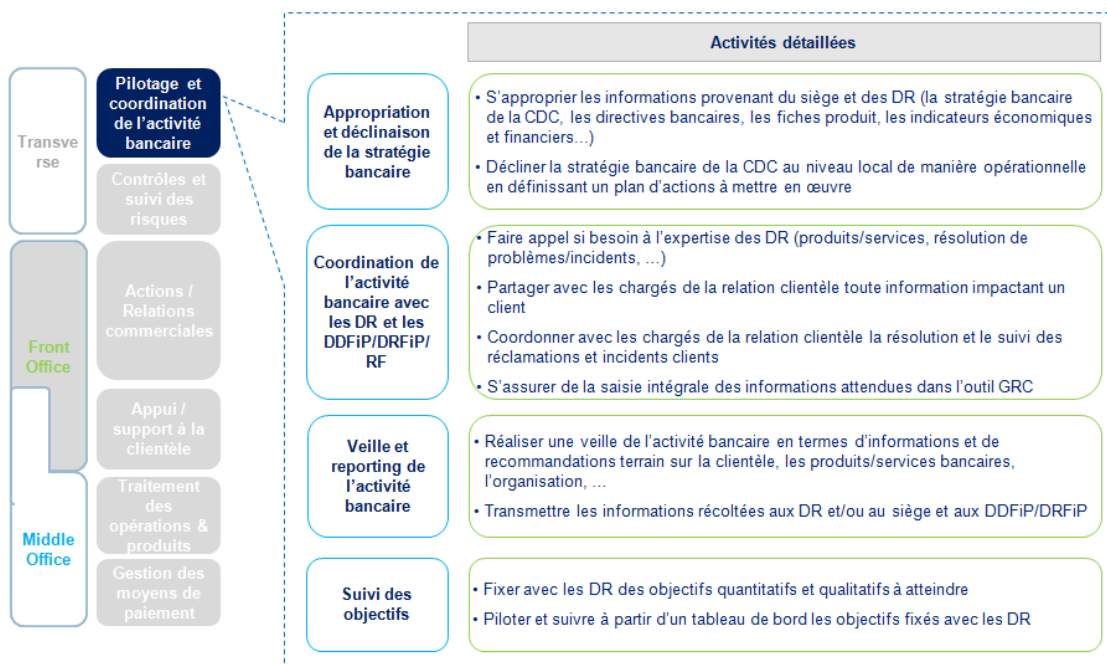 Activités détaillées
Transve
rse
Pilotage et
coordination
de l'activité
bancaire
Contrôles et
suivi des
risques
Front
Office
Actions /
Relations
commerciales
Appui /
support à la
clientèle
Middle
Office
Traitement
des
opérations &
produits
Gestion des
moyens de
paiement
Appropriation
et déclinaison
de la stratégie
bancaire
• S'approprier les informations provenant du siège et des DR (la stratégie bancaire
de la CDC, les directives bancaires, les fiches produit, les indicateurs économiques
et financiers…)
• Décliner la stratégie bancaire de la CDC au niveau local de manière opérationnelle
en définissant un plan d'actions à mettre en œuvre
Coordination de
l'activité
bancaire avec
les DR et les
DDFiP/DRFiP/
RF
• Faire appel si besoin à l'expertise des DR (produits/services, résolution de
problèmes/incidents, …)
• Partager avec les chargés de la relation clientèle toute information impactant un
client
• Coordonner avec les chargés de la relation clientèle la résolution et le suivi des
réclamations et incidents clients
• S'assurer de la saisie intégrale des informations attendues dans l'outil GRC
Veille et
reporting de
l'activité
bancaire
• Réaliser une veille de l'activité bancaire en termes d'informations et de
recommandations terrain sur la clientèle, les produits/services bancaires,
l'organisation, …
• Transmettre les informations récoltées aux DR et/ou au siège et aux DDFiP/DRFiP
Suivi des
objectifs
• Fixer avec les DR des objectifs quantitatifs et qualitatifs à atteindre
• Piloter et suivre à partir d'un tableau de bord les objectifs fixés avec les DR